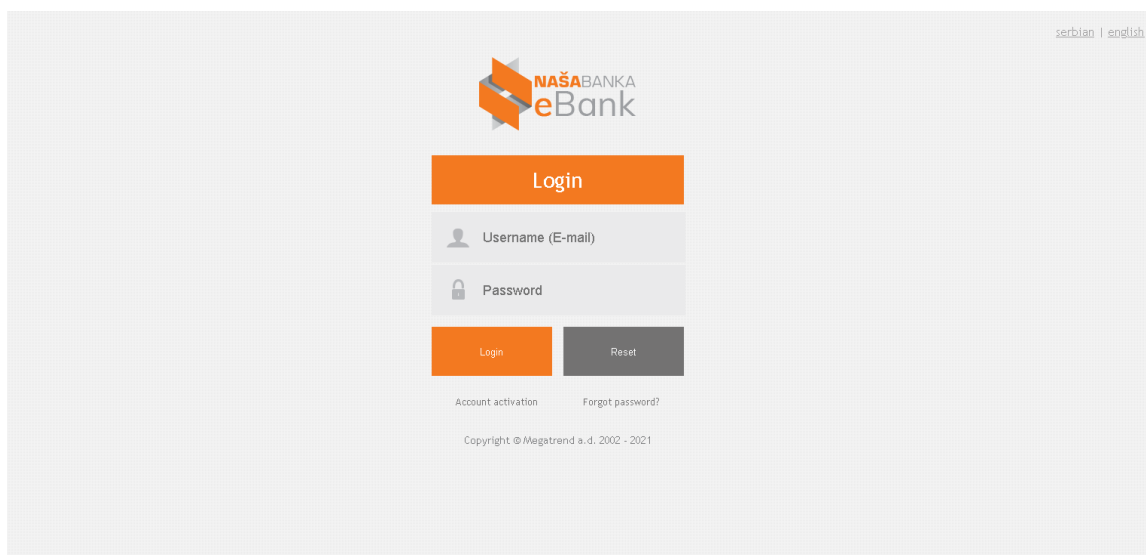 serbian | english
NAŠABANKA
eBank
Login
Username (E-mail)
Password
Login Reset
Account activation Forgot password?
Copyright © Megatrend a.d. 2002 - 2021